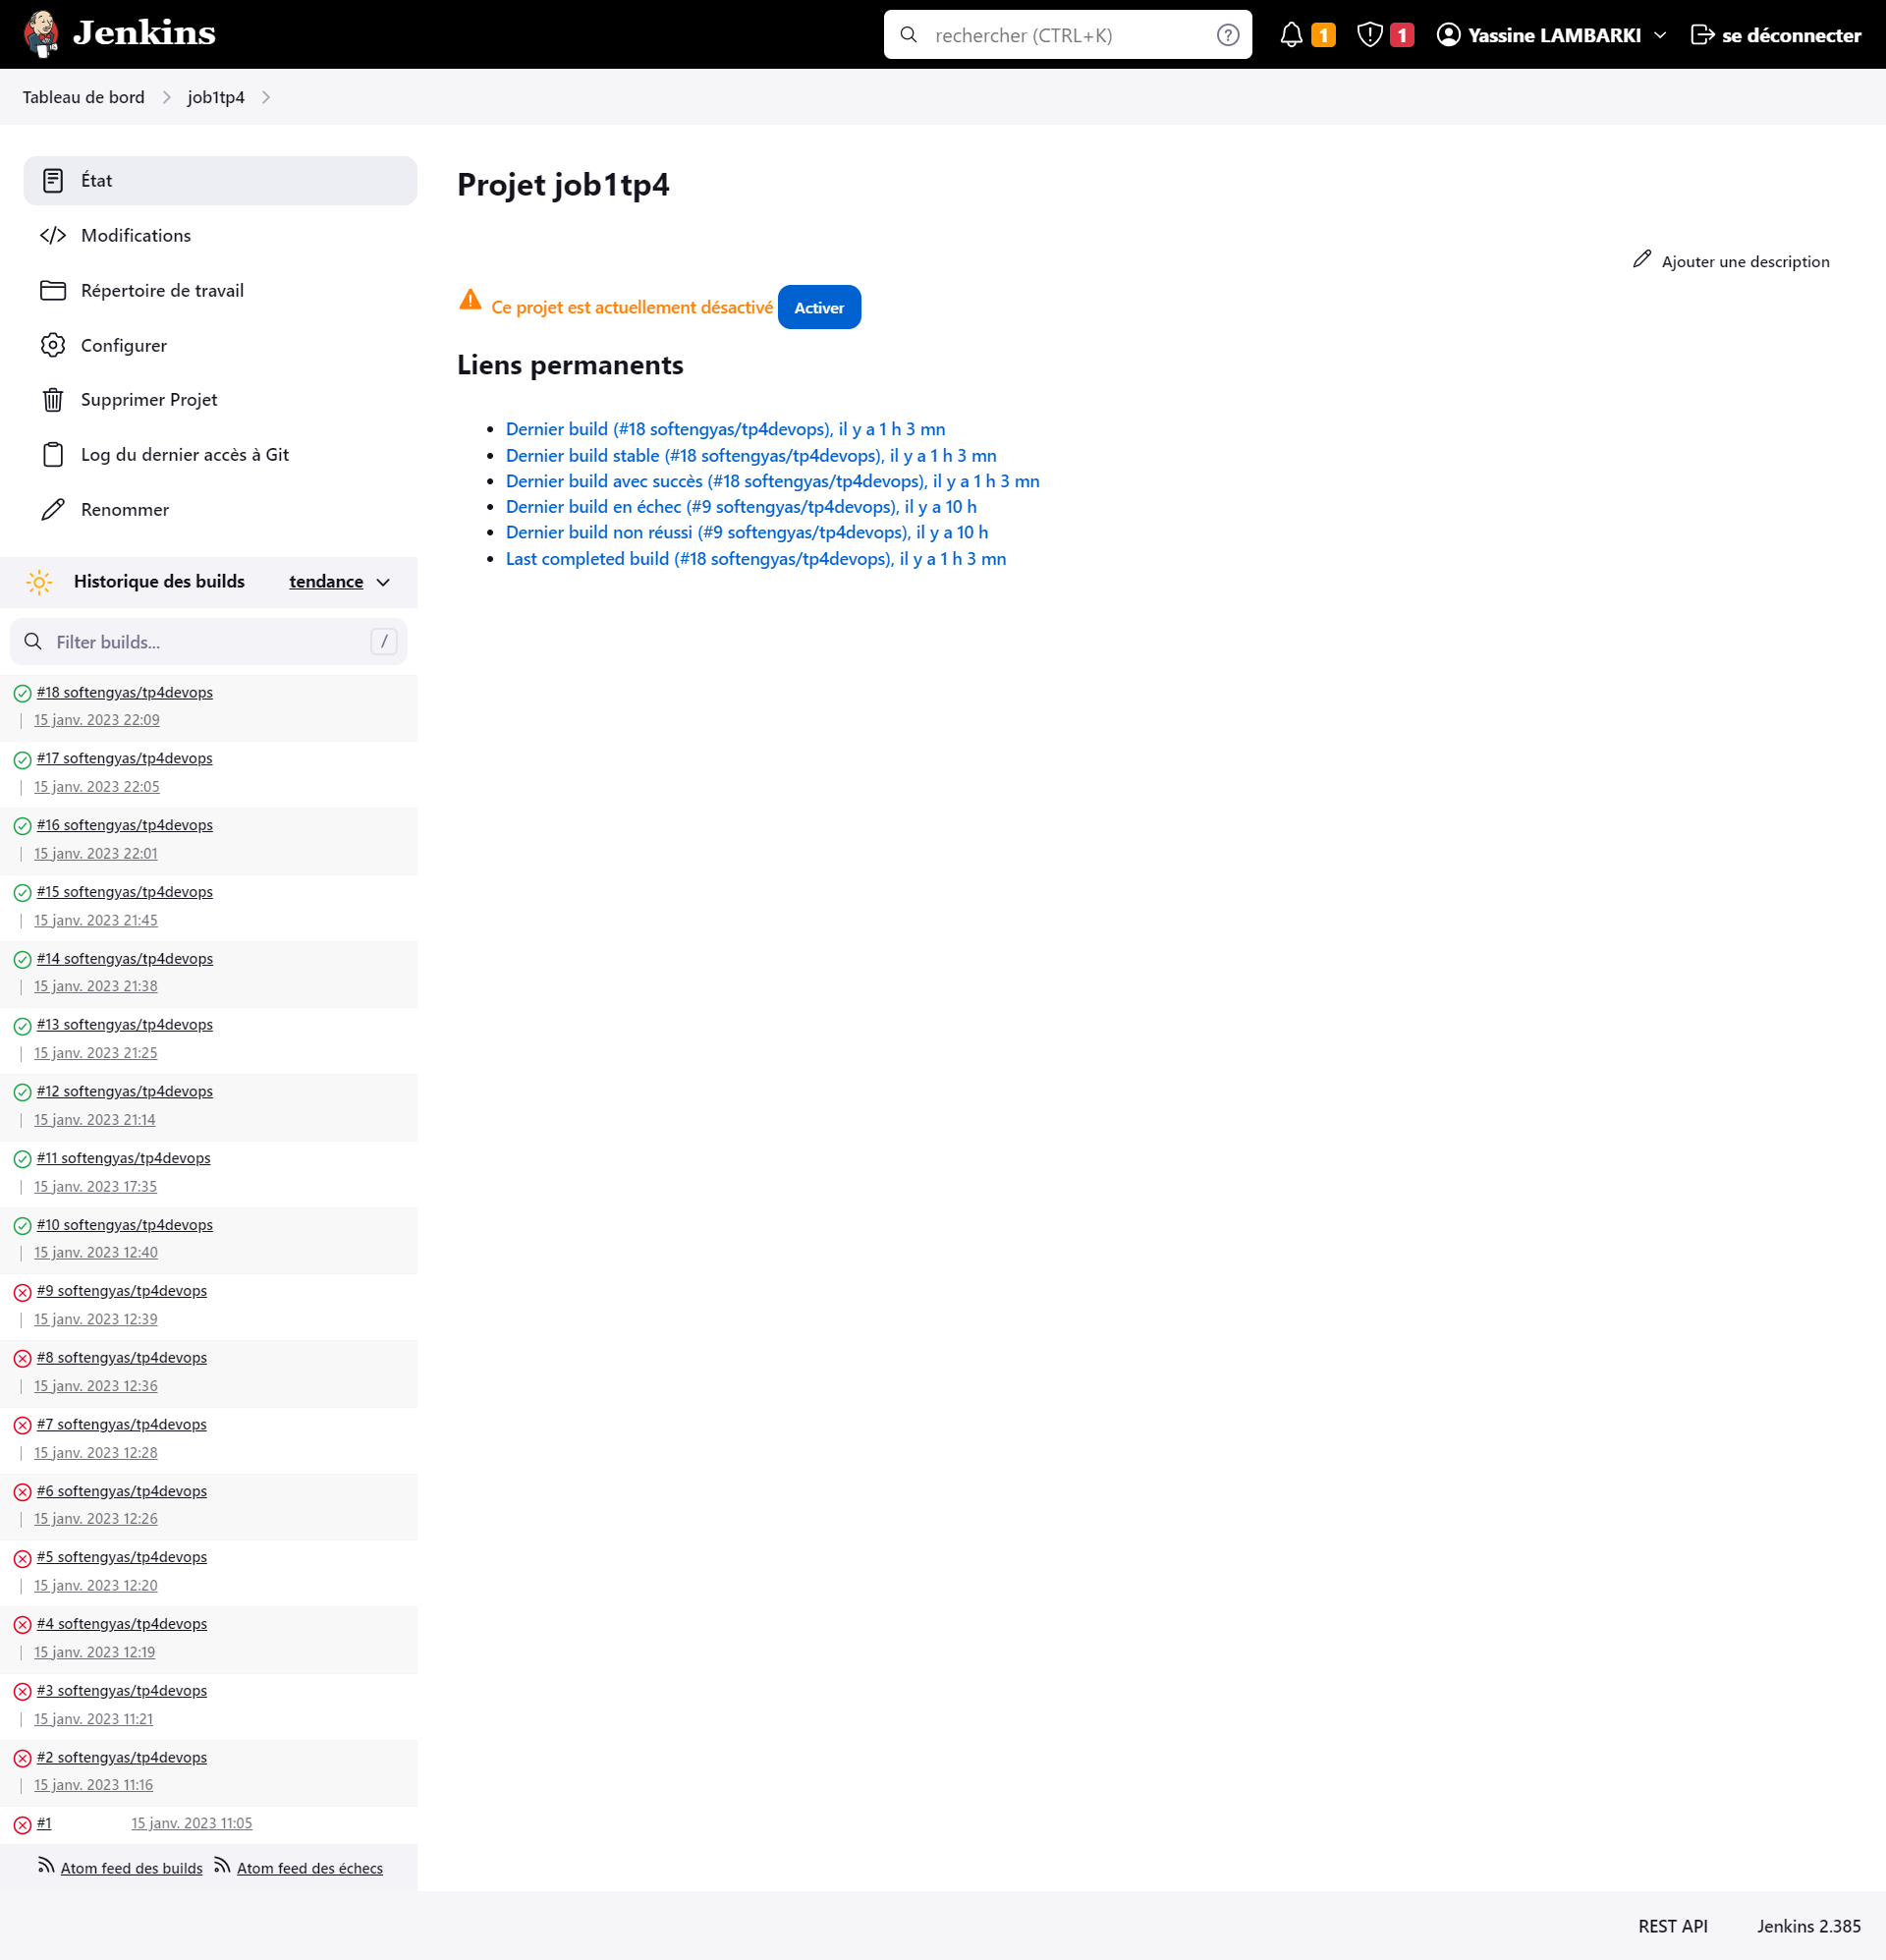 Jenkins
rechercher (CTRL+K)
1
1
Yassine LAMBARKI
se déconnecter
Tableau de bord
job1tp4
État
Modifications
Répertoire de travail
Configurer
Supprimer Projet
Log du dernier accès à Git
Renommer
Historique des builds
tendance
Filter builds...
/
#18 softengyas/tp4devops
15 janv. 2023 22:09
#17 softengyas/tp4devops
15 janv. 2023 22:05
#16 softengyas/tp4devops
15 janv. 2023 22:01
#15 softengyas/tp4devops
15 janv. 2023 21:45
#14 softengyas/tp4devops
15 janv. 2023 21:38
#13 softengyas/tp4devops
15 janv. 2023 21:25
#12 softengyas/tp4devops
15 janv. 2023 21:14
#11 softengyas/tp4devops
15 janv. 2023 17:35
#10 softengyas/tp4devops
15 janv. 2023 12:40
#9 softengyas/tp4devops
15 janv. 2023 12:39
#8 softengyas/tp4devops
15 janv. 2023 12:36
#7 softengyas/tp4devops
15 janv. 2023 12:28
#6 softengyas/tp4devops
15 janv. 2023 12:26
#5 softengyas/tp4devops
15 janv. 2023 12:20
#4 softengyas/tp4devops
15 janv. 2023 12:19
#3 softengyas/tp4devops
15 janv. 2023 11:21
#2 softengyas/tp4devops
15 janv. 2023 11:16
#1 15 janv. 2023 11:05
Atom feed des builds Atom feed des échecs
Projet job1tp4
Ajouter une description
Ce projet est actuellement désactivé Activer
Liens permanents
Dernier build (#18 softengyas/tp4devops), il y a 1 h 3 mn
Dernier build stable (#18 softengyas/tp4devops), il y a 1 h 3 mn
Dernier build avec succès (#18 softengyas/tp4devops), il y a 1 h 3 mn
Dernier build en échec (#9 softengyas/tp4devops), il y a 10 h
Dernier build non réussi (#9 softengyas/tp4devops), il y a 10 h
Last completed build (#18 softengyas/tp4devops), il y a 1 h 3 mn
REST API
Jenkins 2.385